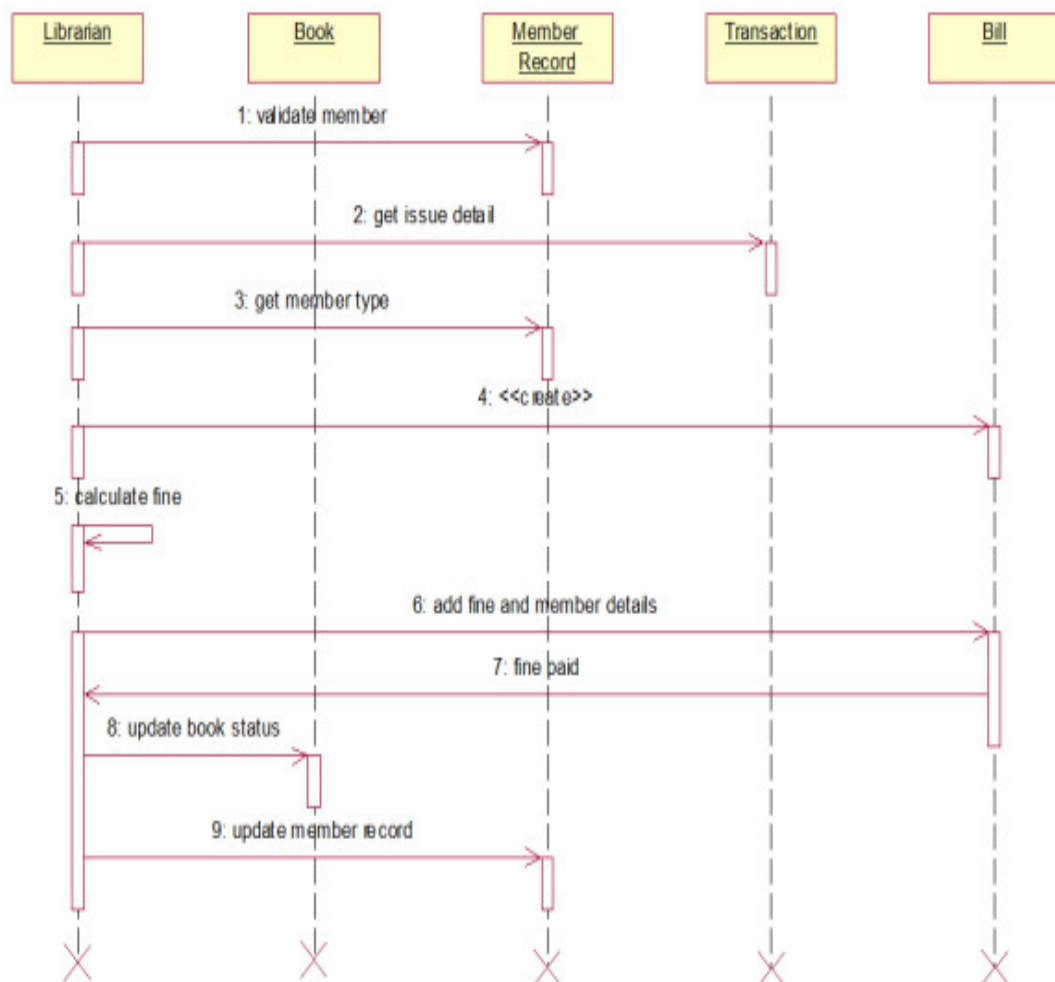 Librarian
Book
Member
Record
Transaction
Bill
1: validate member
2: get issue detail
3: get member type
4: <<create>>
5: calculate fine
6: add fine and member details
7: fine paid
8: update book status
9: update member record